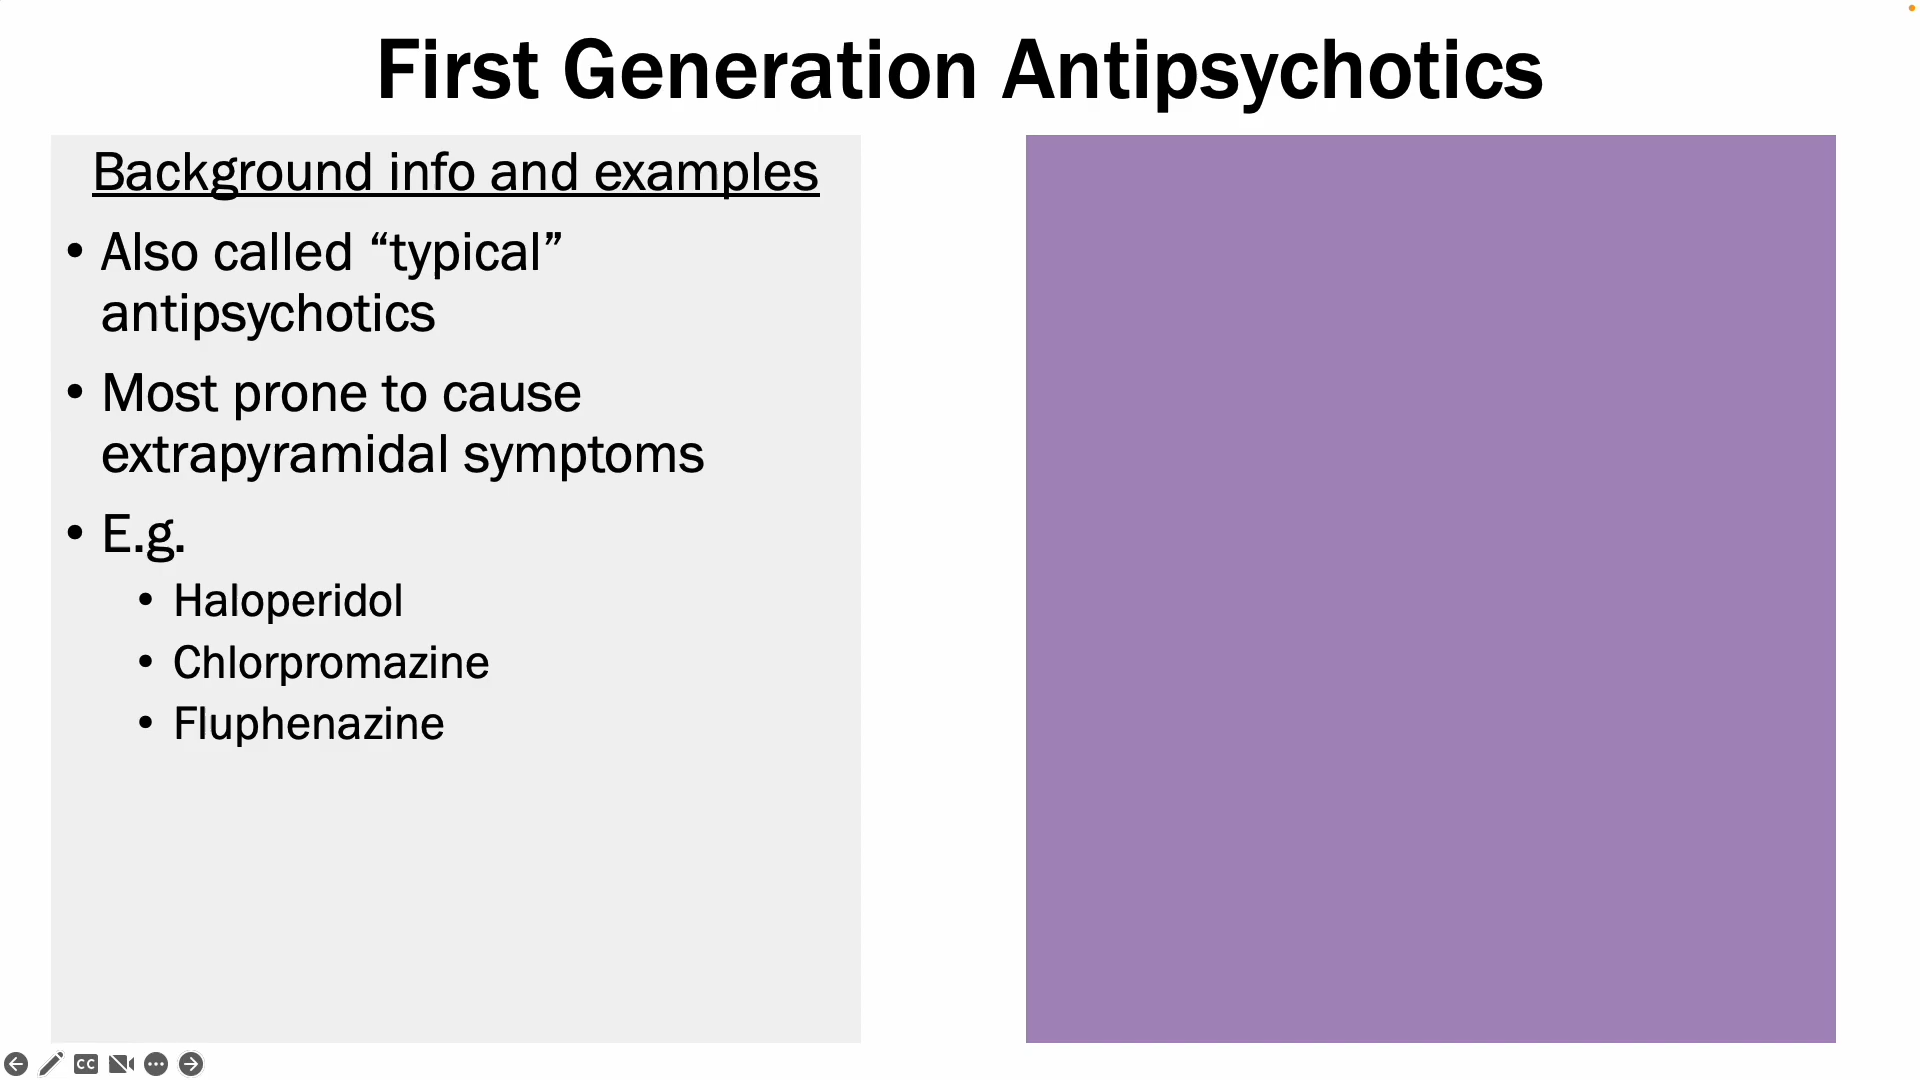 First Generation Antipsychotics
Background info and examples
• Also called “typical”
antipsychotics
• Most prone to cause
extrapyramidal symptoms
• E.g.
• Haloperidol
• Chlorpromazine
• Fluphenazine
CC